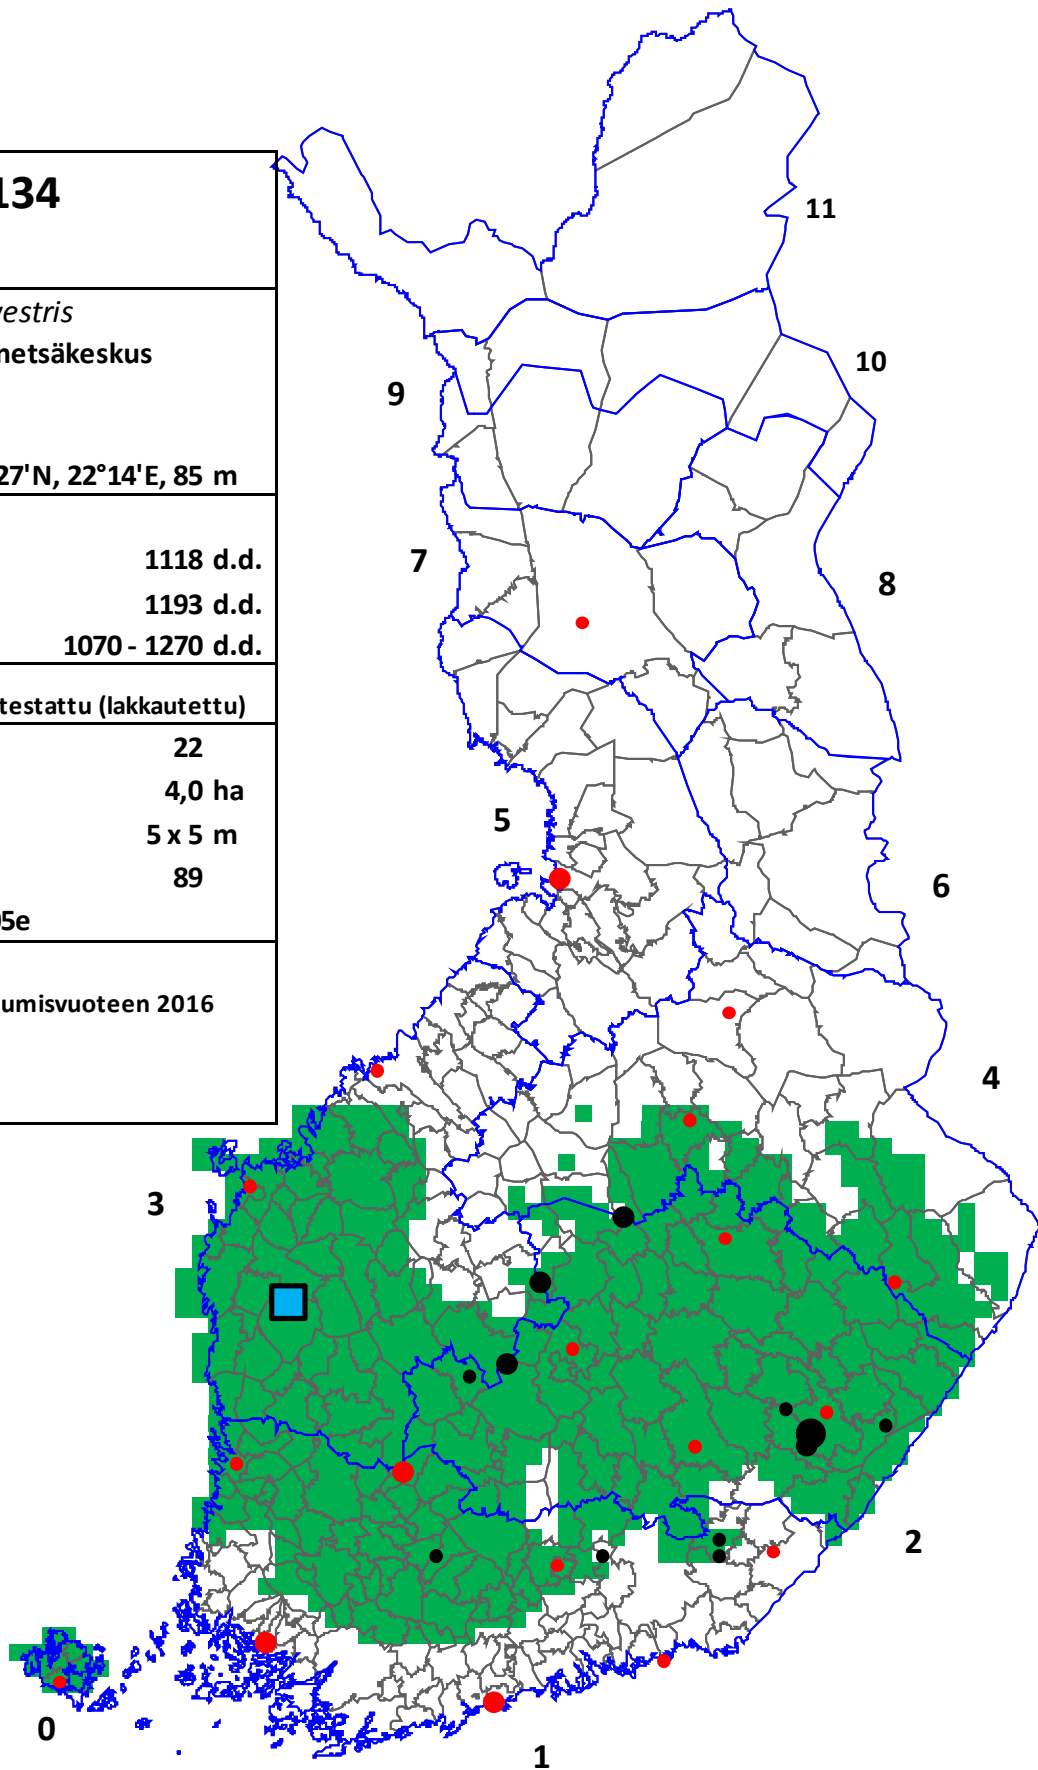 134
estris
netsäkeskus
27'N, 22°14'E, 85 m
1118 d.d.
1193 d.d.
1070 - 1270 d.d.
testattu (lakkautettu)
22
4,0 ha
5 x 5 m
89
05e
umisvuoteen 2016
11
10
9
8
7
6
5
4
3
2
1
0